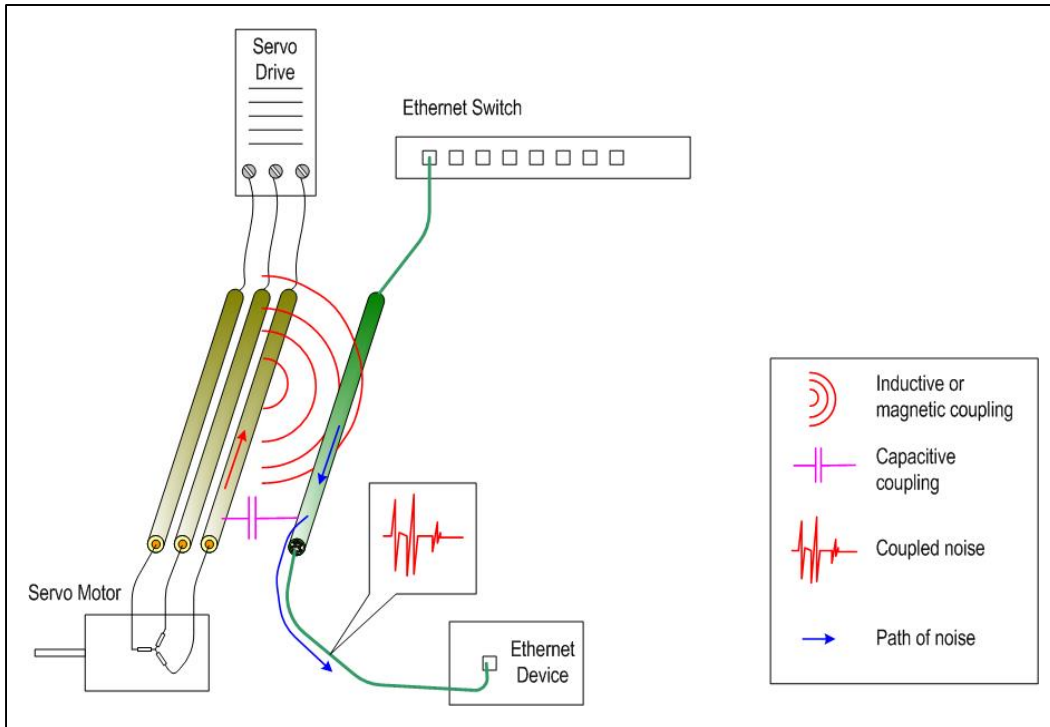 Servo
Drive
Ethernet Switch
Inductive or
magnetic coupling
Capacitive
coupling
Coupled noise
Servo Motor
Path of noise
Ethernet
Device